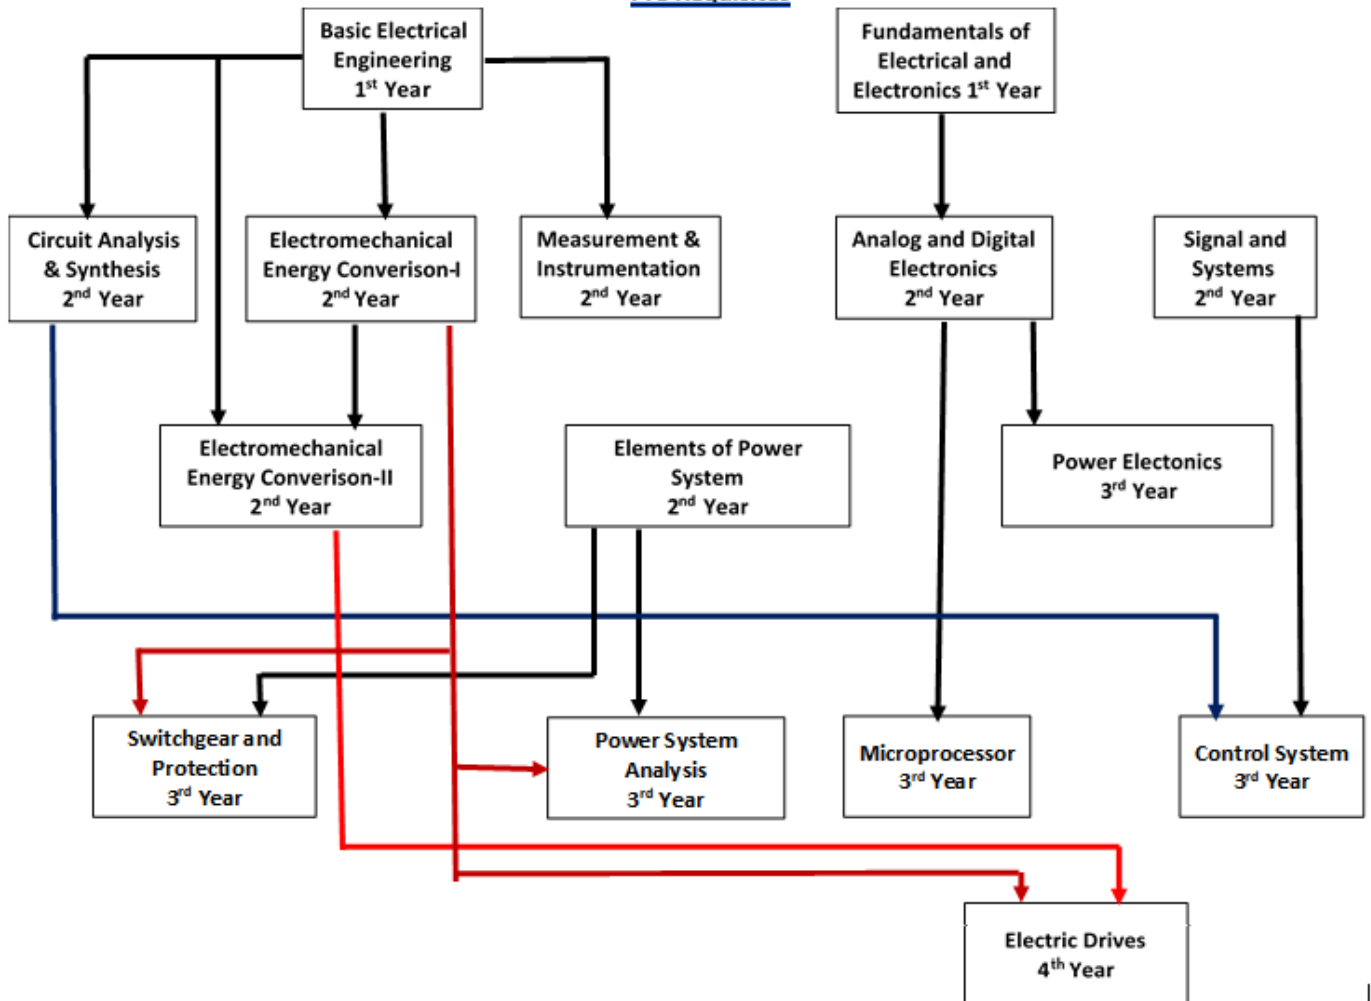 Basic Electrical
Engineering
1st Year
Fundamentals of
Electrical and
Electronics 1st Year
Circuit Analysis
& Synthesis
2nd Year
Electromechanical
Energy Converison-I
2nd Year
Measurement &
Instrumentation
2nd Year
Analog and Digital
Electronics
2nd Year
Signal and
Systems
2nd Year
Electromechanical
Energy Converison-II
2nd Year
Elements of Power
System
2nd Year
Power Electonics
3rd Year
Switchgear and
Protection
3rd Year
Power System
Analysis
3rd Year
Microprocessor
3rd Year
Control System
3rd Year
Electric Drives
4th Year